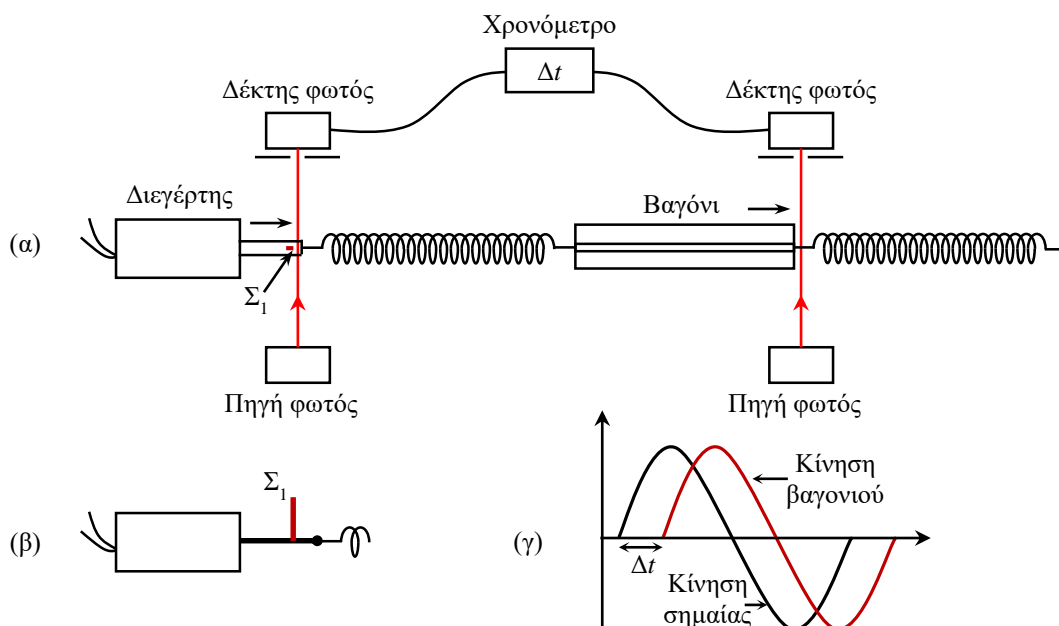 Χρονόμετρο
Δt
Δέκτης φωτός
Δέκτης φωτός
Διεγέρτης
Βαγόνι
(α)
Σ1
Πηγή φωτός
Πηγή φωτός
Σ1
(β)
(γ)
Κίνηση
βαγονιού
Δt
Κίνηση
σημαίας